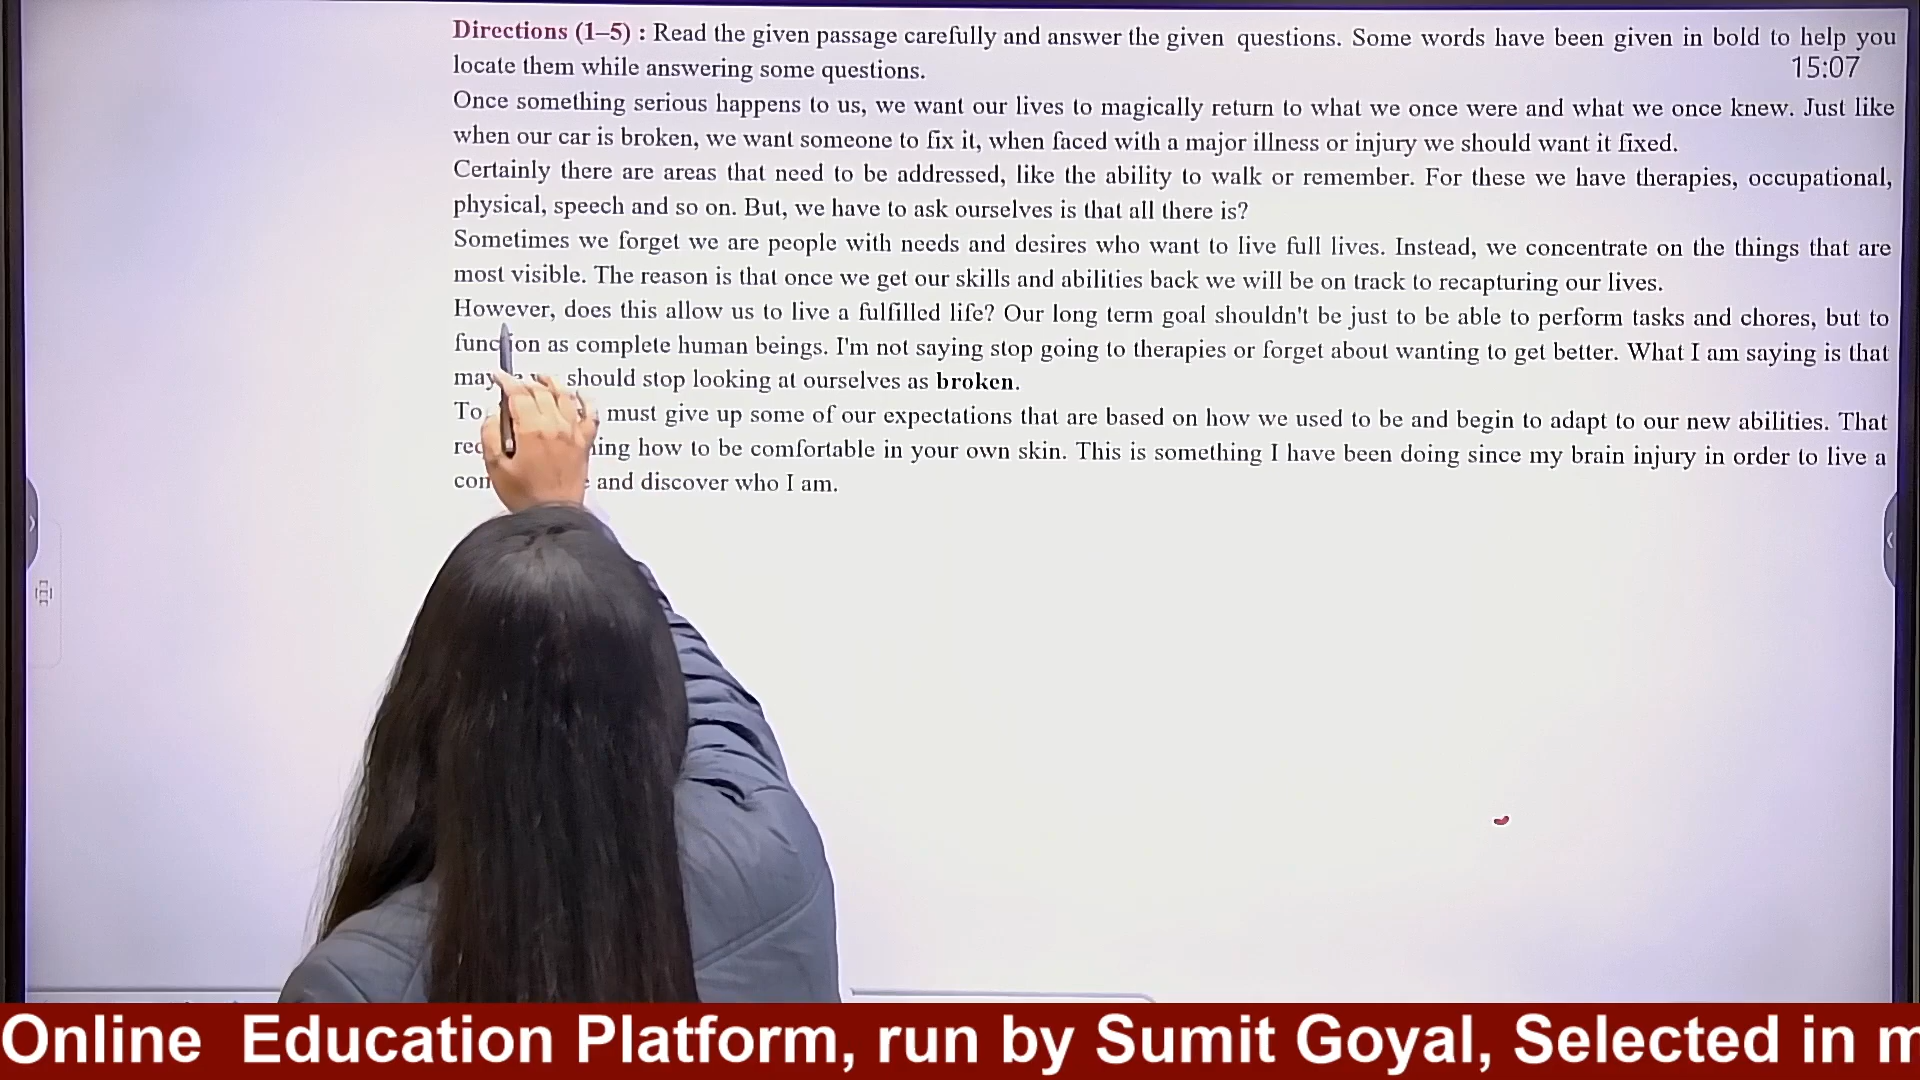 Directions (1–5) : Read the given passage carefully and answer the given questions. Some words have been given in bold to help you
locate them while answering some questions.
15:07
Once something serious happens to us, we want our lives to magically return to what we once were and what we once knew. Just like
when our car is broken, we want someone to fix it, when faced with a major illness or injury we should want it fixed.
Certainly there are areas that need to be addressed, like the ability to walk or remember. For these we have therapies, occupational,
physical, speech and so on. But, we have to ask ourselves is that all there is?
Sometimes we forget we are people with needs and desires who want to live full lives. Instead, we concentrate on the things that are
most visible. The reason is that once we get our skills and abilities back we will be on track to recapturing our lives.
However, does this allow us to live a fulfilled life? Our long term goal shouldn't be just to be able to perform tasks and chores, but to
function as complete human beings. I'm not saying stop going to therapies or forget about wanting to get better. What I am saying is that
should stop looking at ourselves as broken.
To must give up some of our expectations that are based on how we used to be and begin to adapt to our new abilities. That
how to be comfortable in your own skin. This is something I have been doing since my brain injury in order to live a
and discover who I am.
Online Education Platform, run by Sumit Goyal, Selected in m